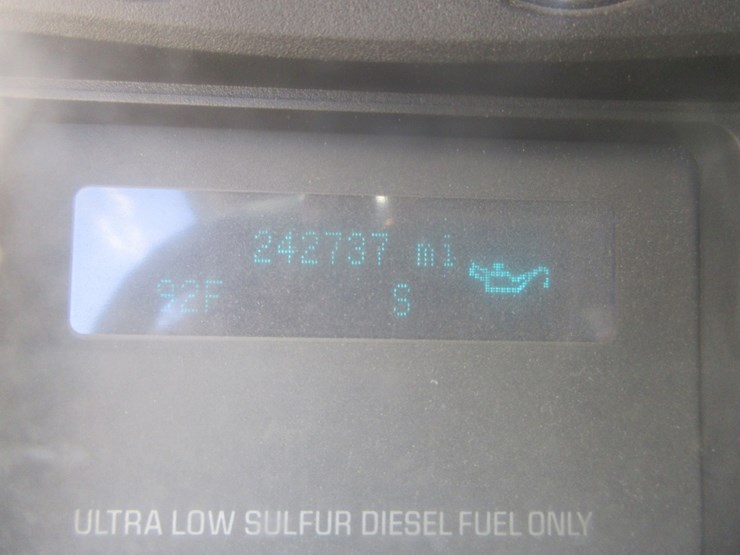 242737 mi
92F S
ULTRA LOW SULFUR DIESEL FUEL ONLY